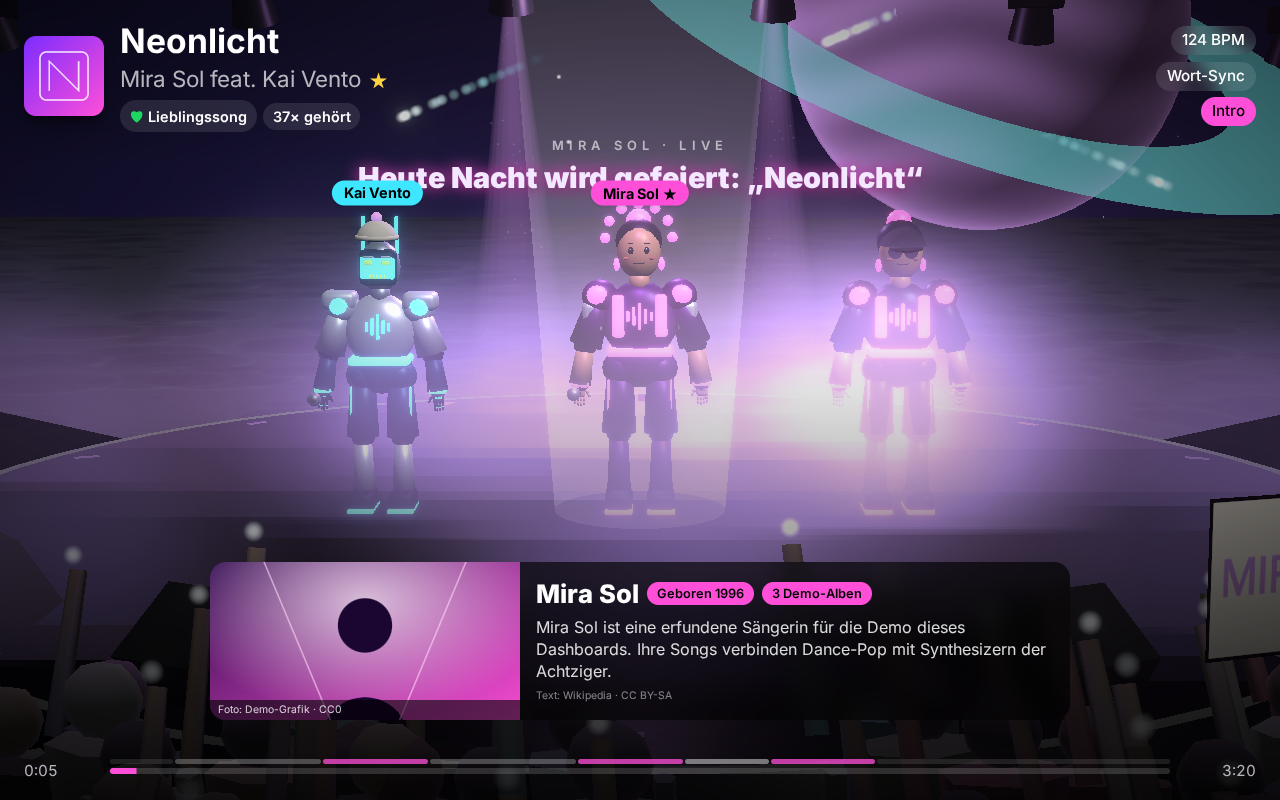 Neonlicht
Mira Sol feat. Kai Vento ★
Lieblingssong
37× gehört
124 BPM
Wort-Sync
Intro
MIRA SOL · LIVE
Heute Nacht wird gefeiert: „Neonlicht“
Kai Vento
Mira Sol ★
Mira Sol
Geboren 1996
3 Demo-Alben
Mira Sol ist eine erfundene Sängerin für die Demo dieses
Dashboards. Ihre Songs verbinden Dance-Pop mit Synthesizern der
Achtziger.
Text: Wikipedia · CC BY-SA
Foto: Demo-Grafik · CC0
0:05
3:20